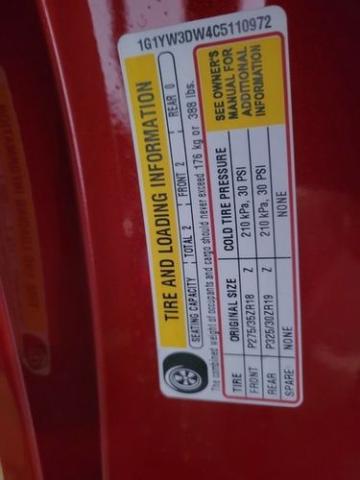 1G1YW3DW4C5110972
TIRE AND LOADING INFORMATION
SEATING CAPACITY TOTAL 2 FRONT 2 REAR 0
The combined weight of occupants and cargo should never exceed 176 kg or 388 lbs.
TIRE ORIGINAL SIZE COLD TIRE PRESSURE
FRONT P275/35ZR18 Z 210 kPa, 30 PSI
REAR P325/30ZR19 Z 210 kPa, 30 PSI
SPARE NONE NONE
SEE OWNER'S
MANUAL FOR
ADDITIONAL
INFORMATION